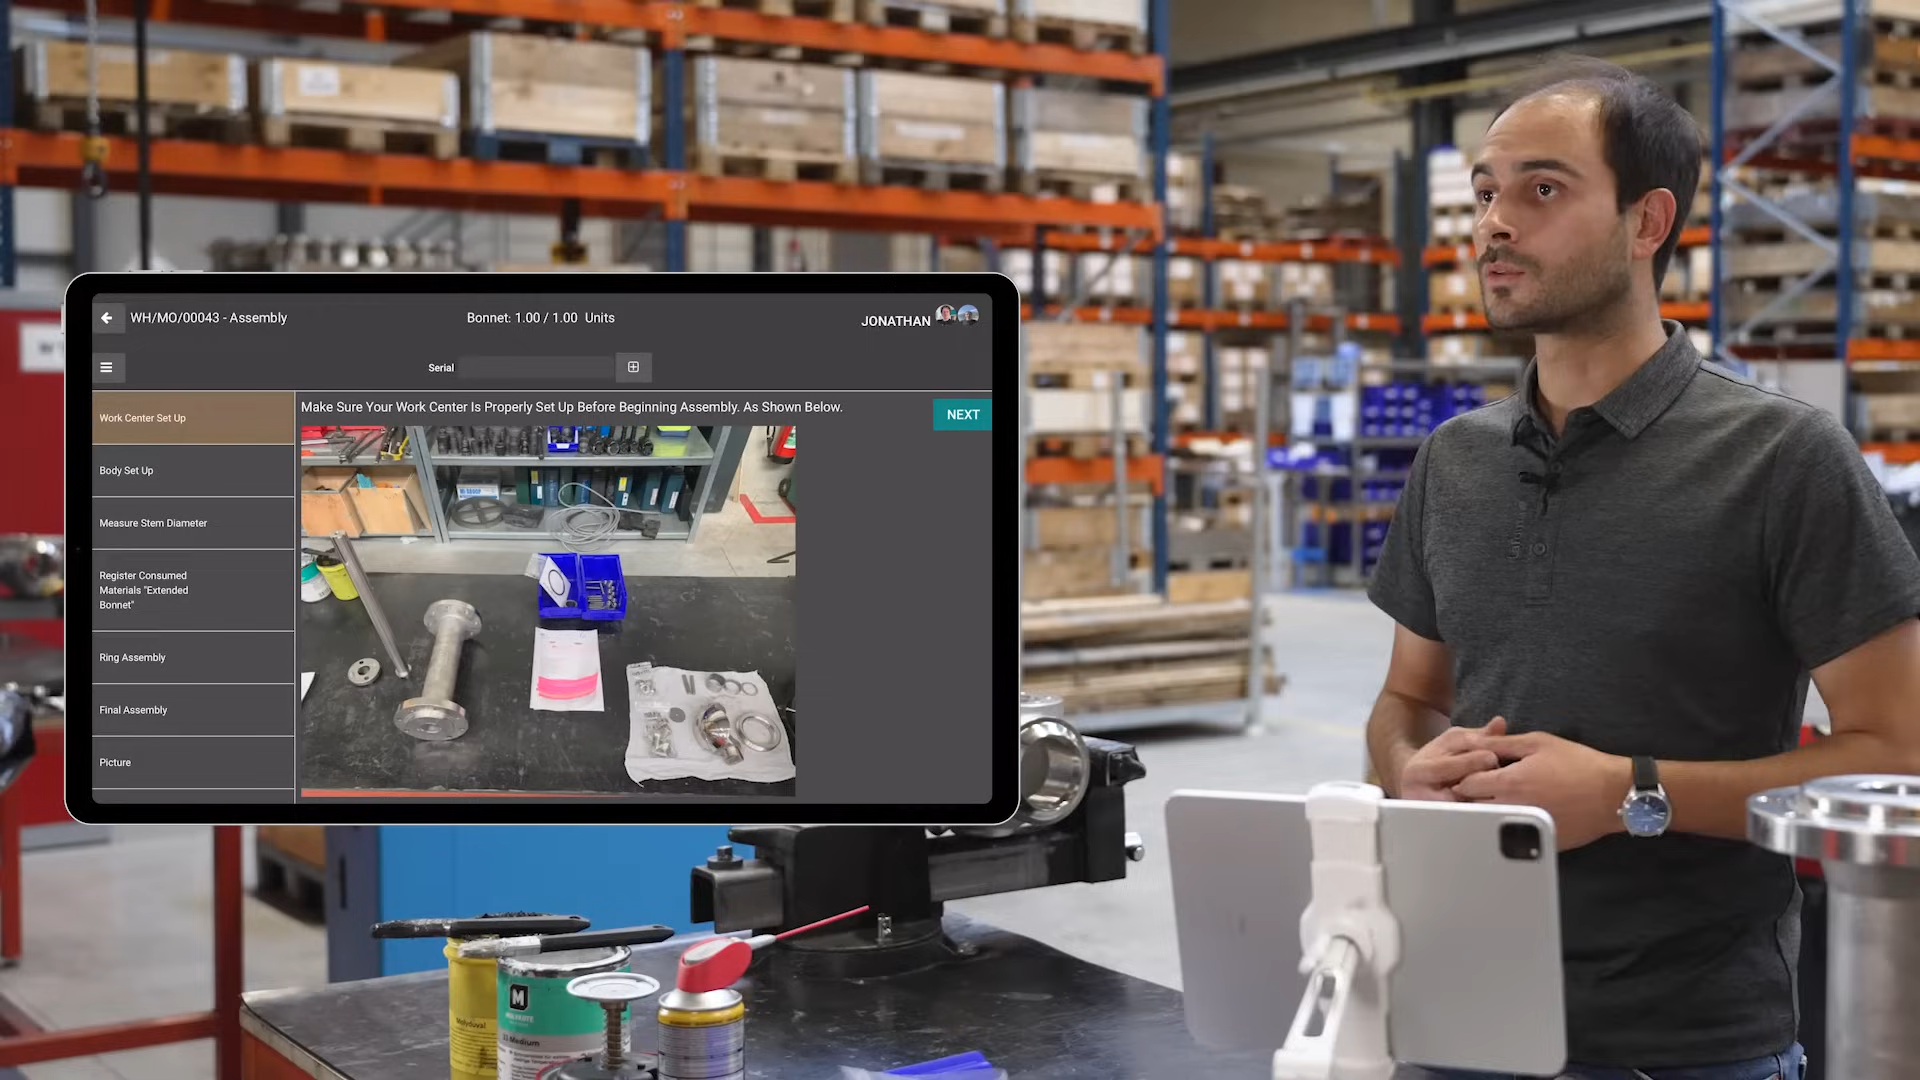 WH/MO/00043 - Assembly
Bonnet: 1.00 / 1.00 Units
JONATHAN
Serial
Work Center Set Up
Make Sure Your Work Center Is Properly Set Up Before Beginning Assembly. As Shown Below.
NEXT
Body Set Up
Measure Stem Diameter
Register Consumed
Materials "Extended
Bonnet"
Ring Assembly
Final Assembly
Picture
Molyduval
M
MOLYKOTE
Medium